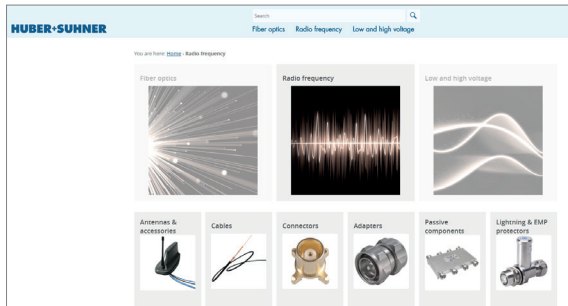 Search
HUBER+SUHNER
Fiber optics Radio frequency Low and high voltage
You are here: Home › Radio frequency
Fiber optics
Radio frequency
Low and high voltage
Antennas &
accessories
Cables
Connectors
Adapters
Passive
components
Lightning & EMP
protectors